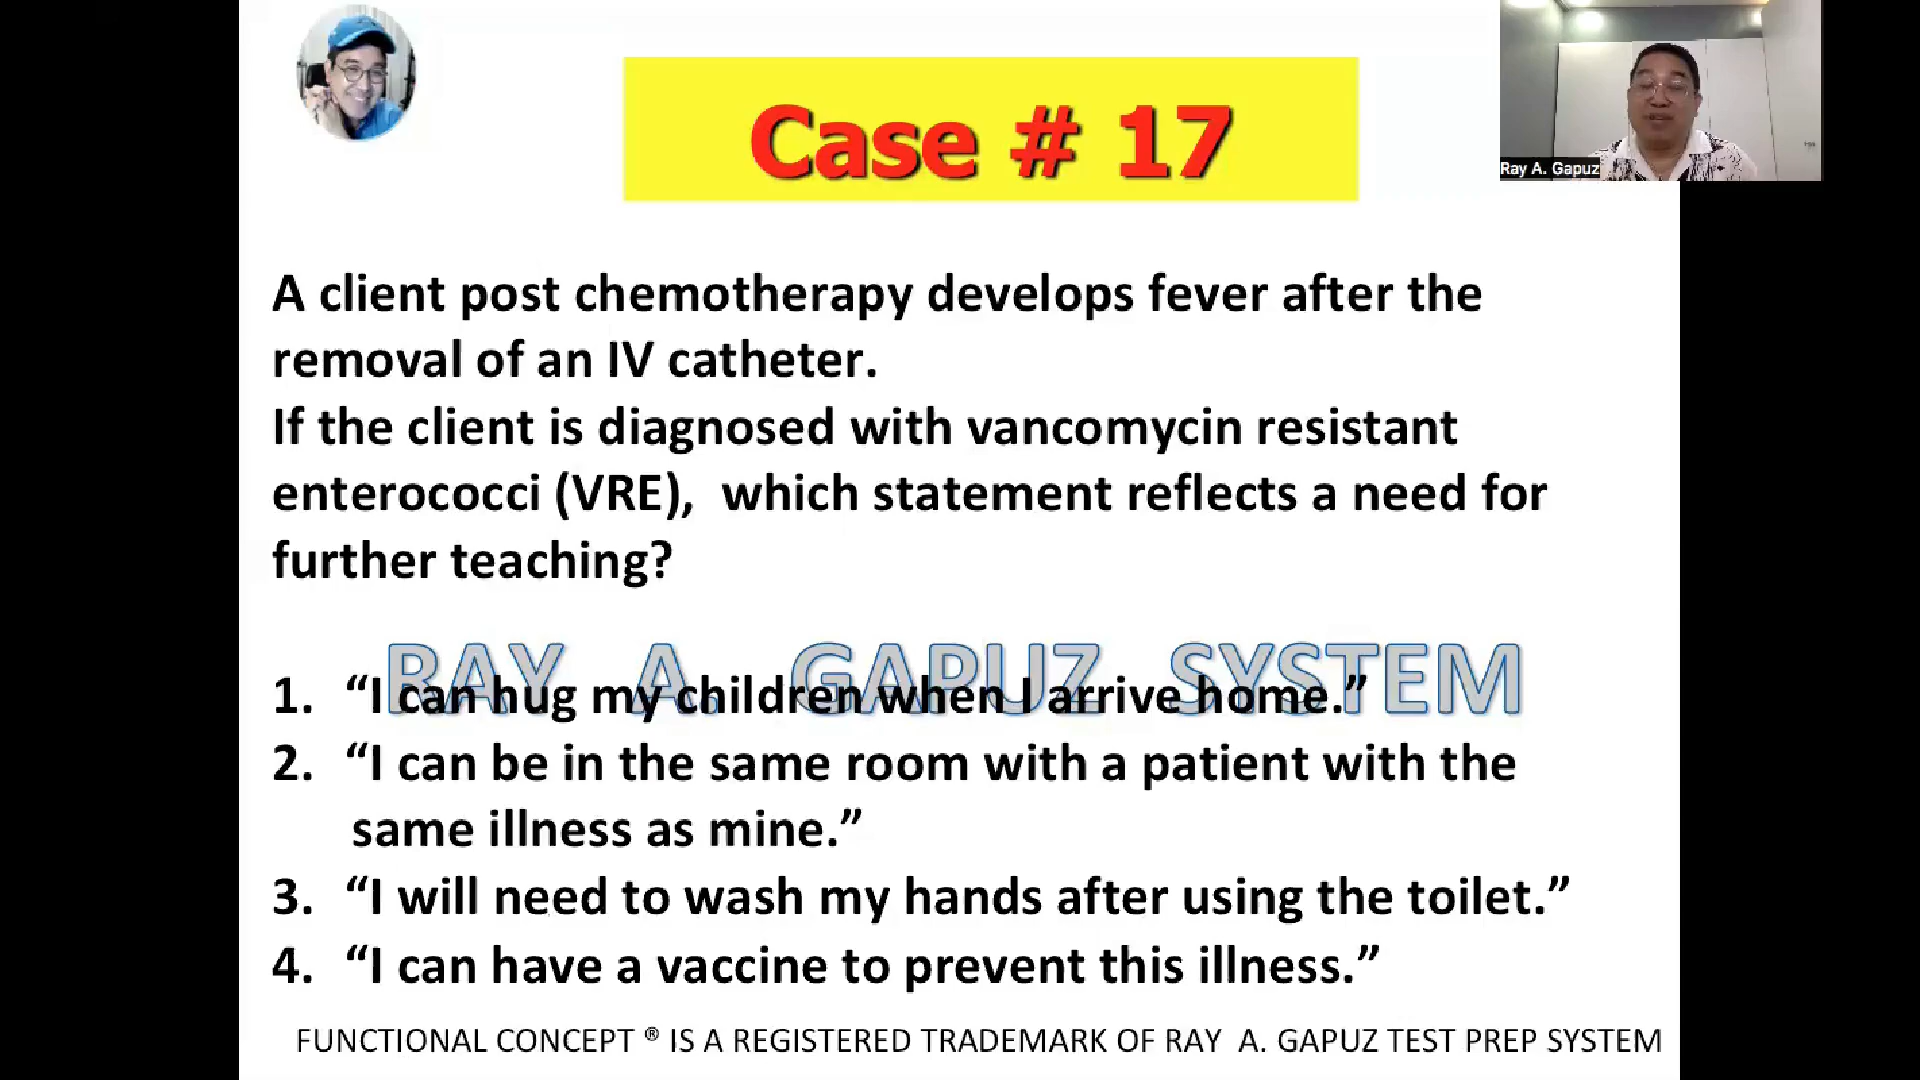 Case # 17
Ray A. Gapuz
A client post chemotherapy develops fever after the
removal of an IV catheter.
If the client is diagnosed with vancomycin resistant
enterococci (VRE), which statement reflects a need for
further teaching?
RAY A. GAPUZ SYSTEM
1. “I can hug my children when I arrive home.”
2. “I can be in the same room with a patient with the
same illness as mine.”
3. “I will need to wash my hands after using the toilet.”
4. “I can have a vaccine to prevent this illness.”
FUNCTIONAL CONCEPT ® IS A REGISTERED TRADEMARK OF RAY A. GAPUZ TEST PREP SYSTEM